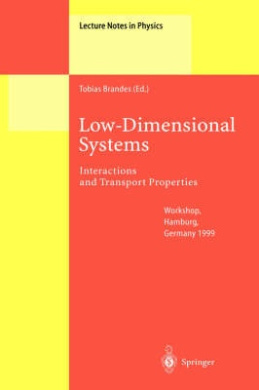 Lecture Notes in Physics
Tobias Brandes (Ed.)
Low-Dimensional
Systems
Interactions
and Transport Properties
Workshop,
Hamburg,
Germany 1999
Springer